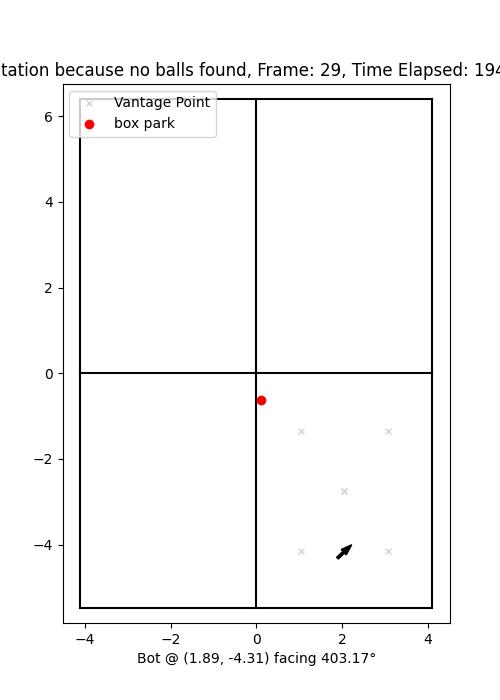 tation because no balls found, Frame: 29, Time Elapsed: 194
Vantage Point
box park
6
4
2
0
−2
−4
−4 −2 0 2 4
Bot @ (1.89, -4.31) facing 403.17°